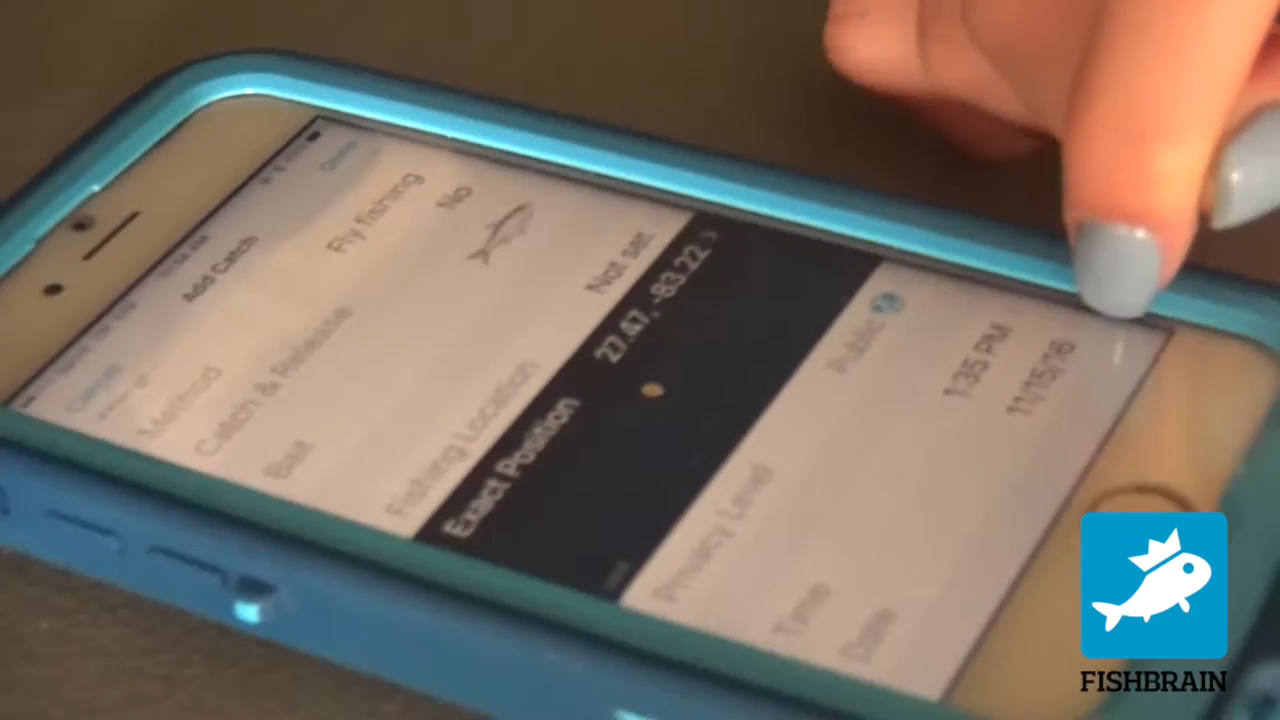 Add Catch
Method
Fly fishing
Catch & Release
No
Bait
Fishing Location
Not set
Exact Position
27.47, -83.22 >
Privacy Level
Public
Time
1:35 PM
Date
11/15/16
FISHBRAIN